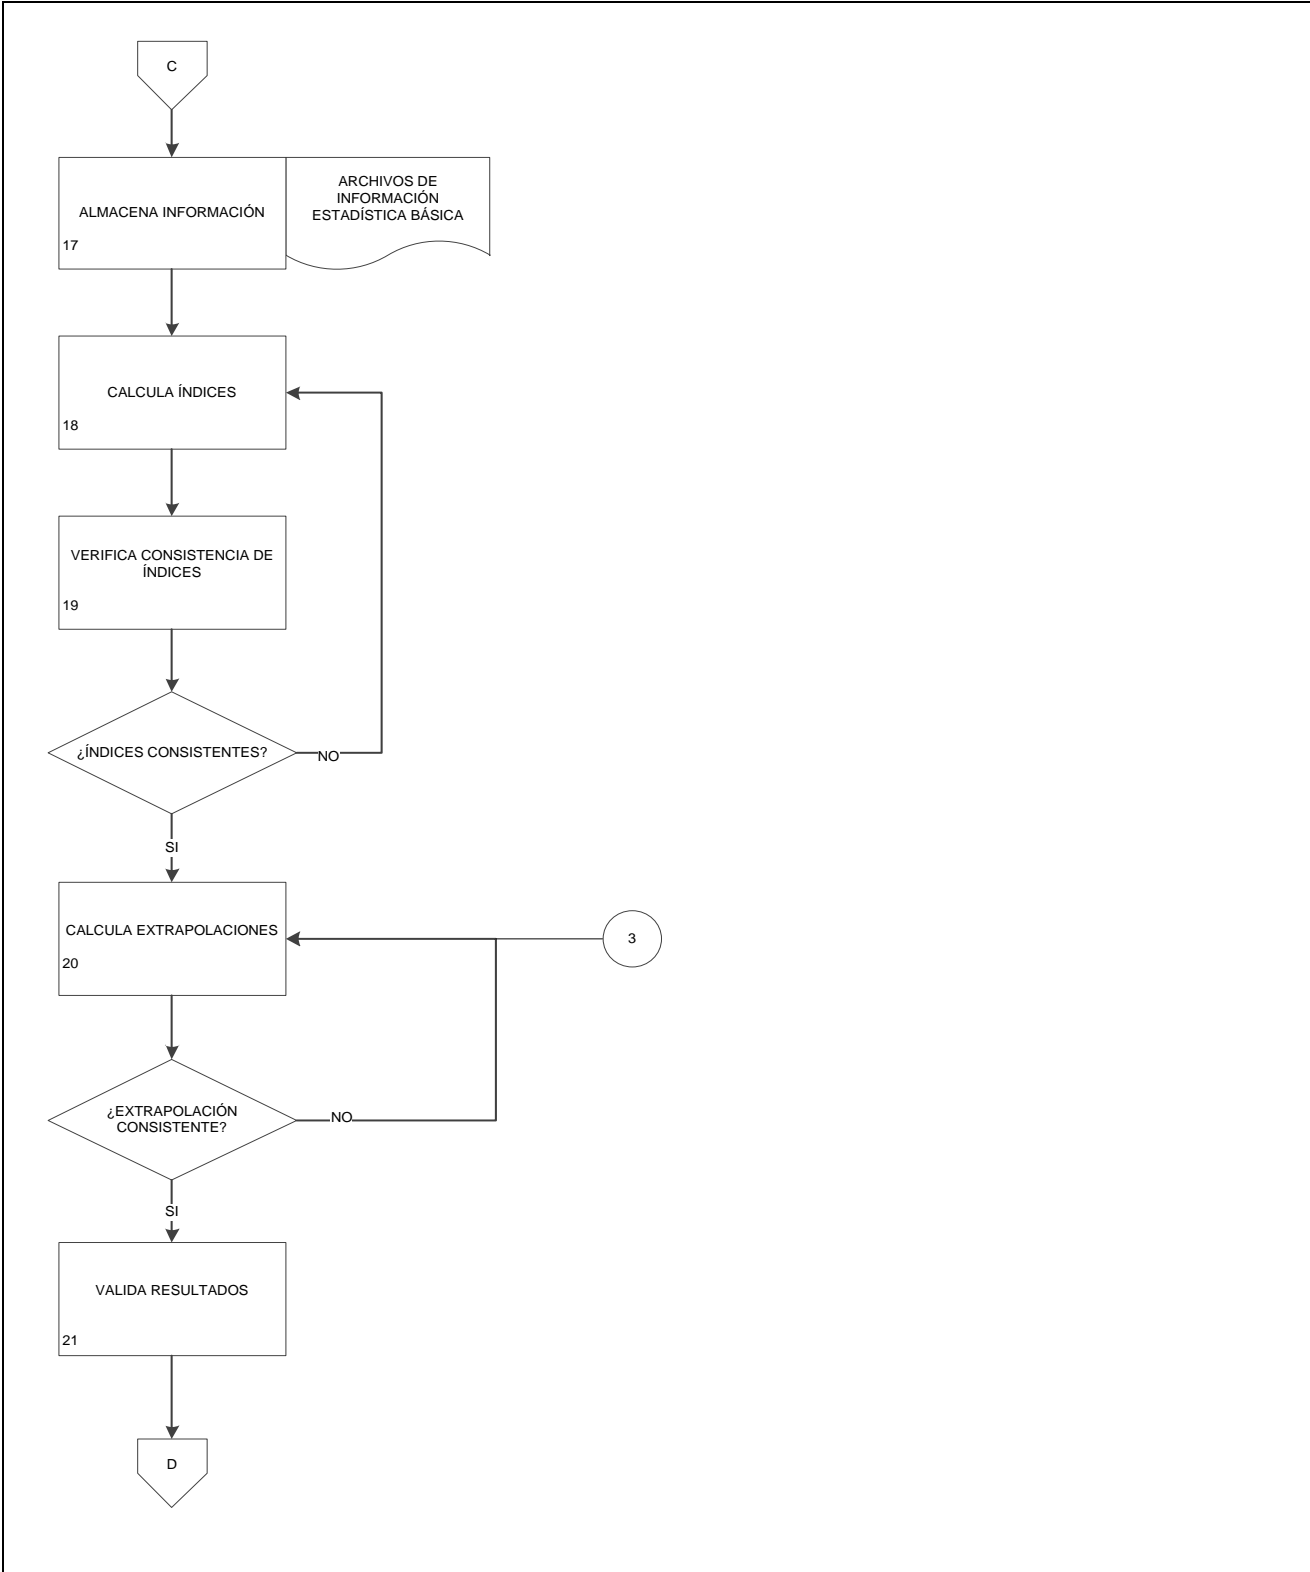 C
ALMACENA INFORMACIÓN
17
ARCHIVOS DE
INFORMACIÓN
ESTADÍSTICA BÁSICA
CALCULA ÍNDICES
18
VERIFICA CONSISTENCIA DE
ÍNDICES
19
¿ÍNDICES CONSISTENTES?
NO
SI
CALCULA EXTRAPOLACIONES
20
3
¿EXTRAPOLACIÓN
CONSISTENTE?
NO
SI
VALIDA RESULTADOS
21
D